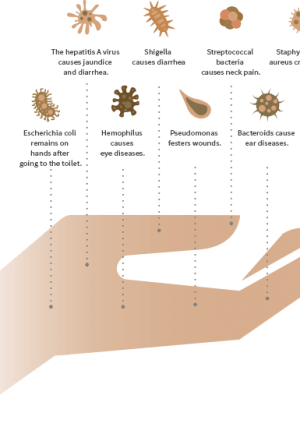 The hepatitis A virus
causes jaundice
and diarrhea.
Shigella
causes diarrhea
Streptococcal
bacteria
causes neck pain.
Staphy
aureus c
Escherichia coli
remains on
hands after
going to the toilet.
Hemophilus
causes
eye diseases.
Pseudomonas
festers wounds.
Bacteroids cause
ear diseases.